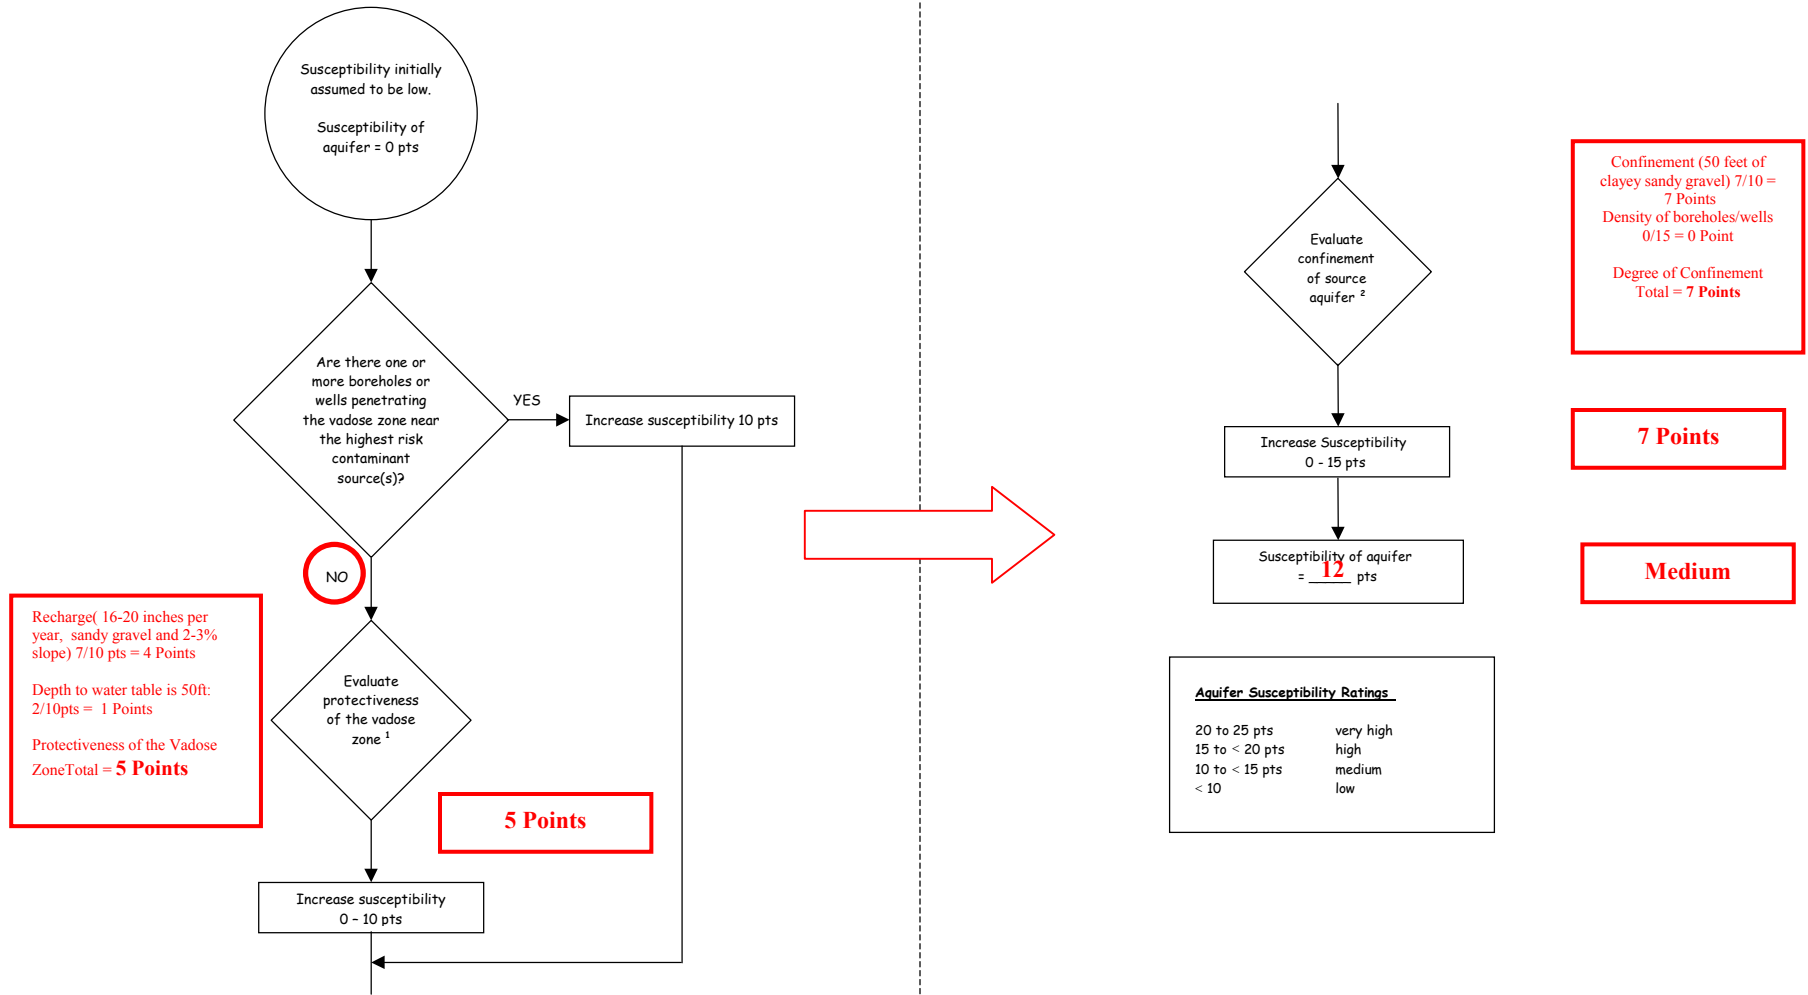 Susceptibility initially
assumed to be low.
Susceptibility of
aquifer = 0 pts
Are there one or
more boreholes or
wells penetrating
the vadose zone near
the highest risk
contaminant
source(s)?
YES
Increase susceptibility 10 pts
NO
Recharge( 16-20 inches per
year, sandy gravel and 2-3%
slope) 7/10 pts = 4 Points
Depth to water table is 50ft:
2/10pts = 1 Points
Protectiveness of the Vadose
ZoneTotal = 5 Points
Evaluate
protectiveness
of the vadose
zone ¹
5 Points
Increase susceptibility
0 – 10 pts
Evaluate
confinement
of source
aquifer ²
Confinement (50 feet of
clayey sandy gravel) 7/10 =
7 Points
Density of boreholes/wells
0/15 = 0 Point
Degree of Confinement
Total = 7 Points
Increase Susceptibility
0 - 15 pts
7 Points
Susceptibility of aquifer
= 12 pts
Medium
Aquifer Susceptibility Ratings
20 to 25 pts very high
15 to < 20 pts high
10 to < 15 pts medium
< 10 low